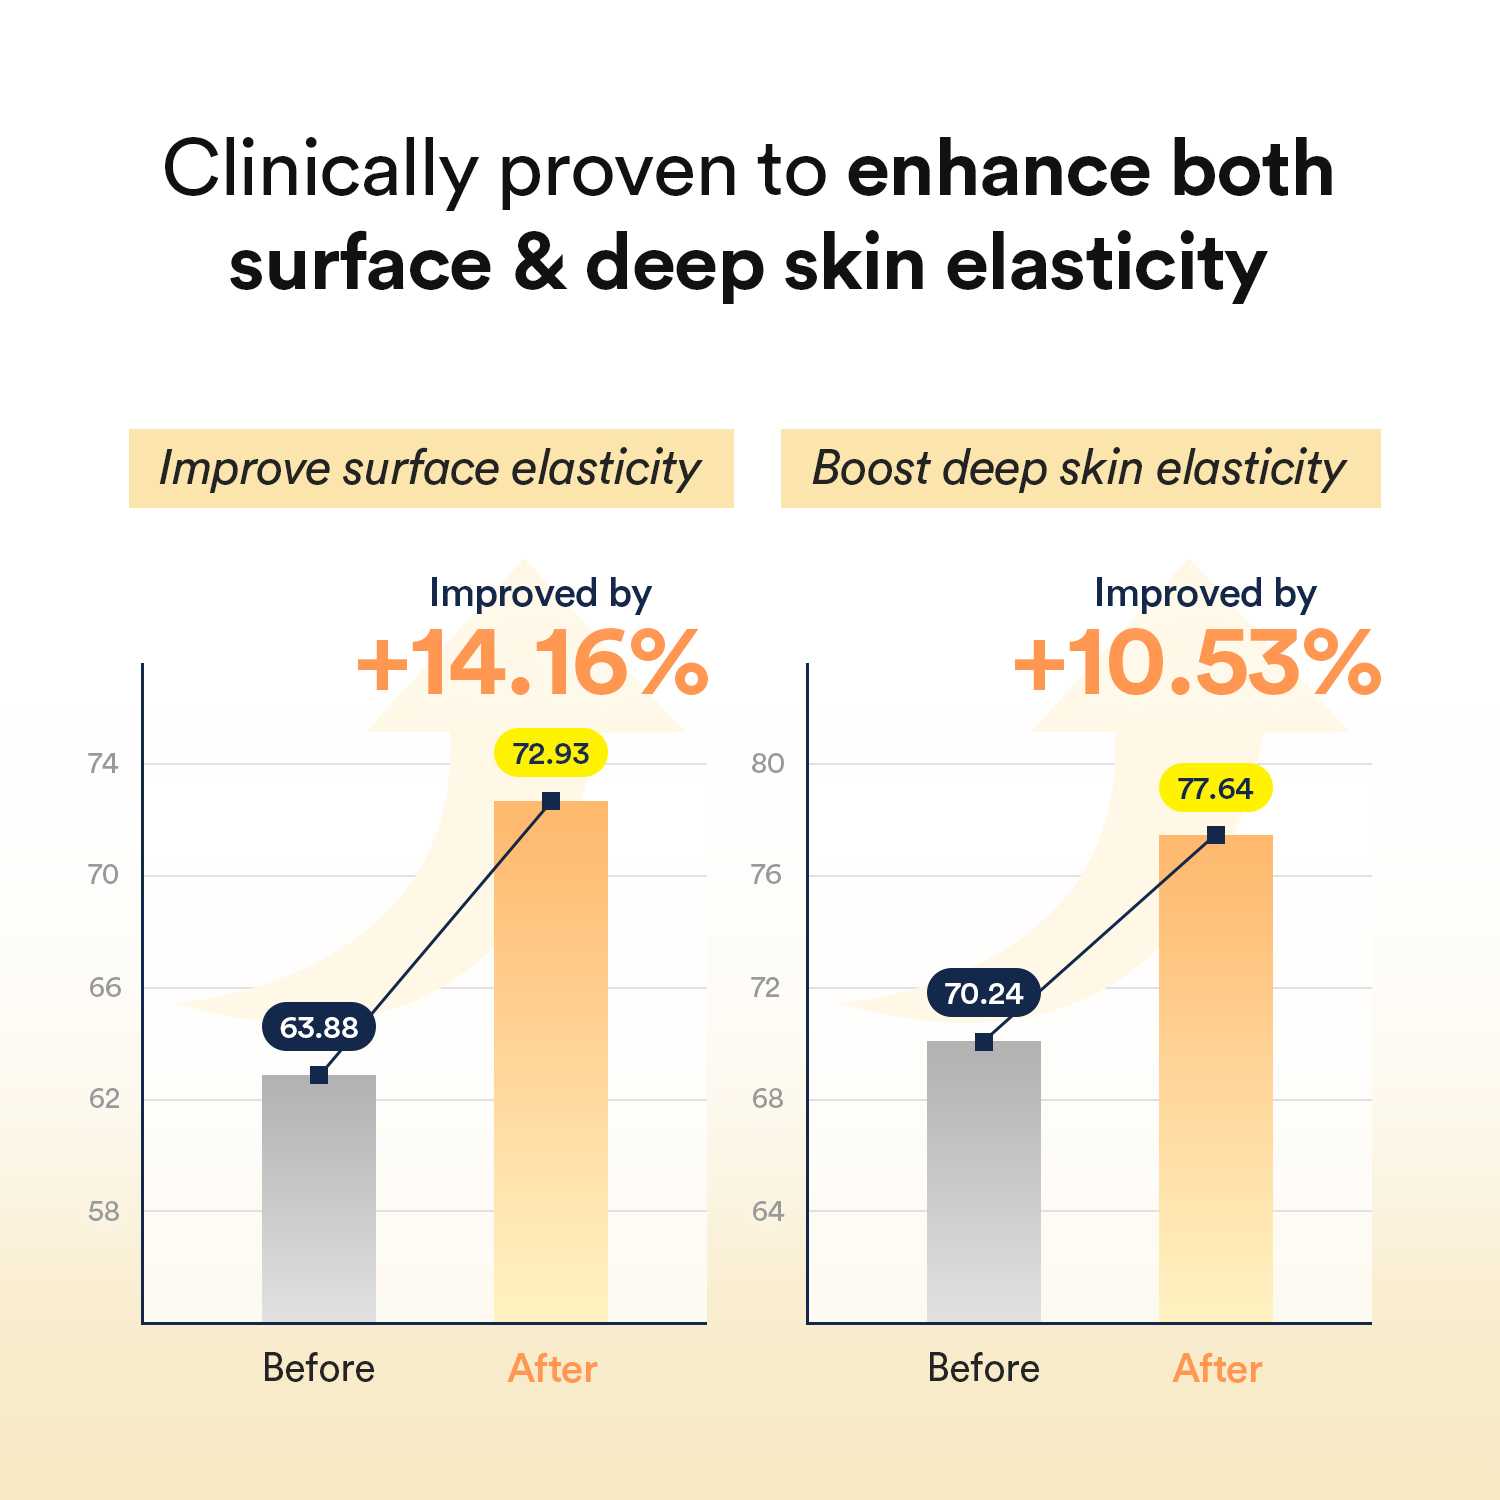 Clinically proven to enhance both
surface & deep skin elasticity
Improve surface elasticity
Improved by
+14.16%
74
70
66
62
58
72.93
63.88
Before
After
Boost deep skin elasticity
Improved by
+10.53%
80
76
72
68
64
77.64
70.24
Before
After